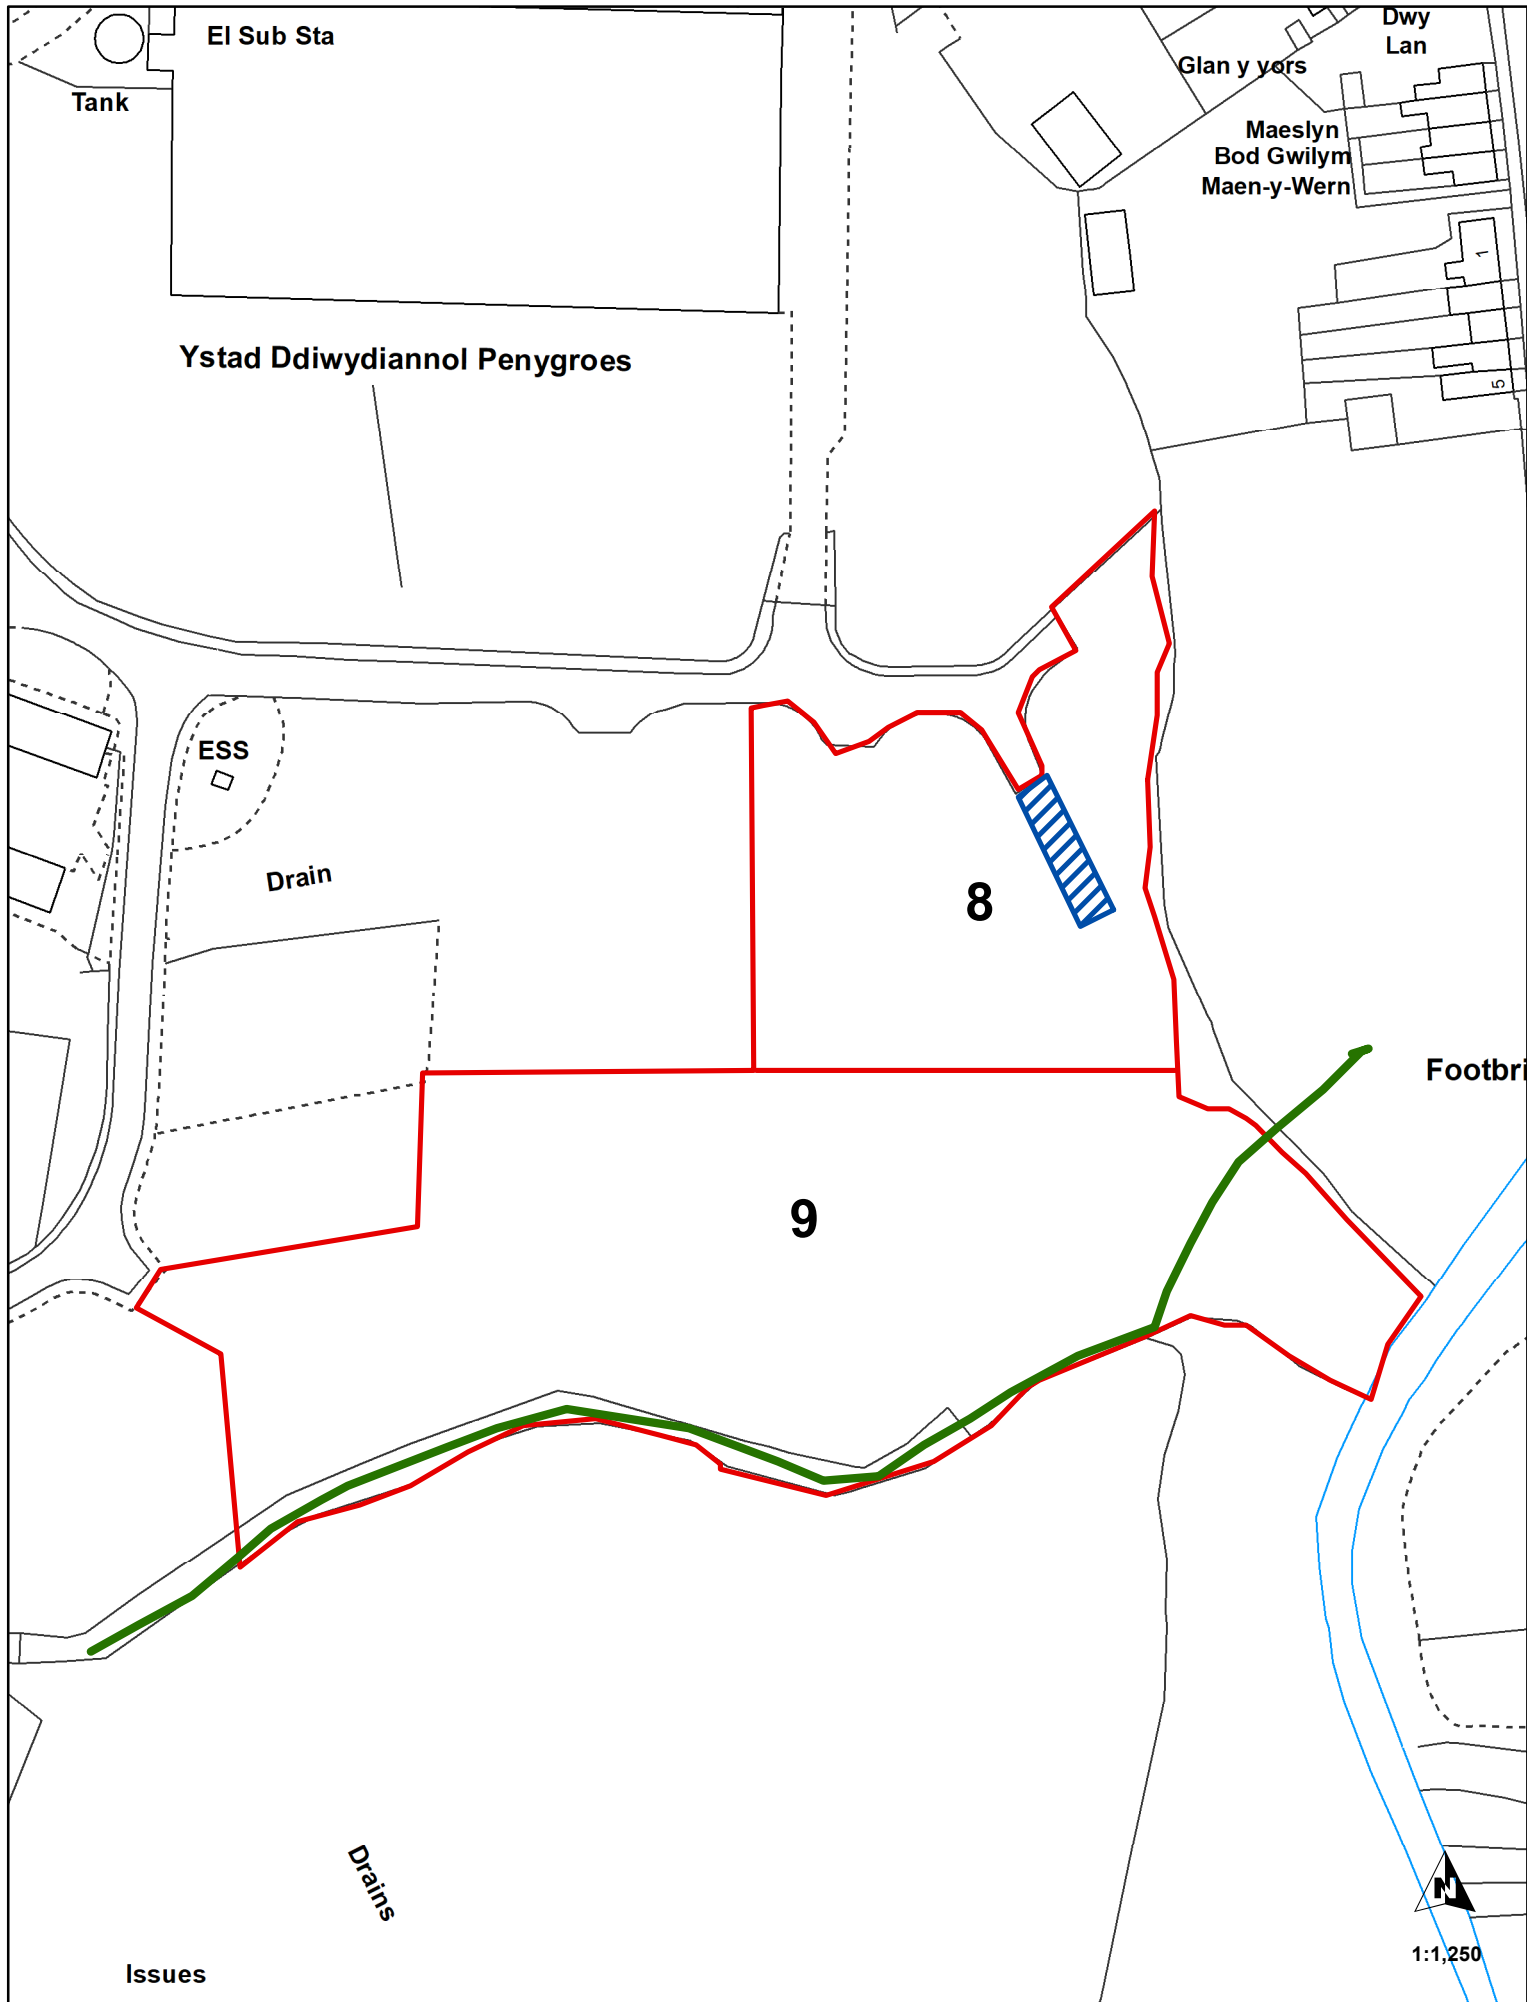 El Sub Sta
Tank
Dwy
Lan
Glan y yors
Maeslyn
Bod Gwilym
Maen-y-Wern
1
5
Ystad Ddiwydiannol Penygroes
ESS
Drain
8
9
Footbri
Drains
Issues
N
1:1,250